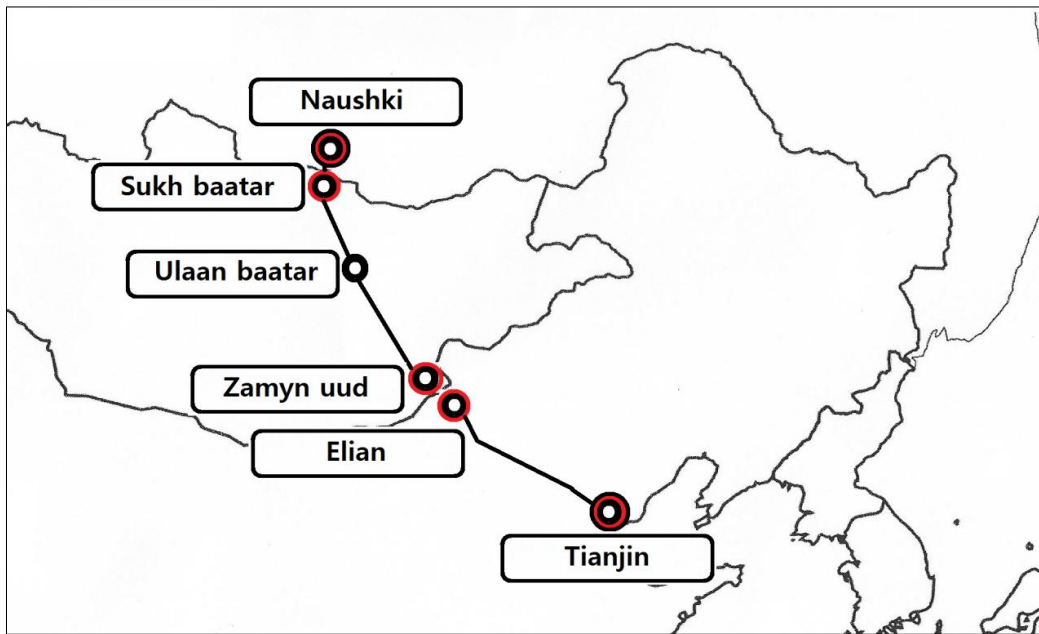 Naushki
Sukh baatar
Ulaan baatar
Zamyn uud
Elian
Tianjin